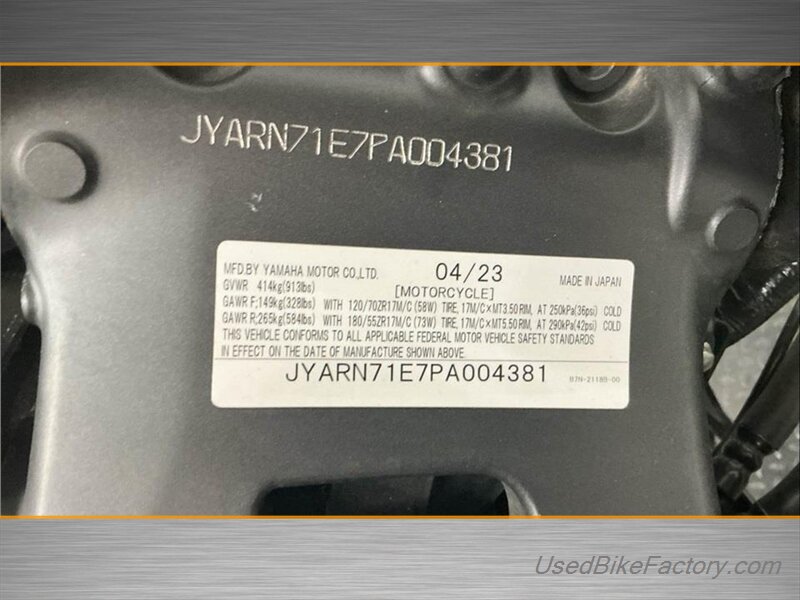 JYARN71E7PA004381
MFD.BY YAMAHA MOTOR CO.,LTD. 04/23 MADE IN JAPAN
GVWR 414kg(913lbs) [MOTORCYCLE]
GAWR F;149kg(328lbs) WITH 120/70ZR17M/C (58W) TIRE, 17M/C×MT3.50 RIM, AT 250kPa(36psi) COLD
GAWR R;265kg(584lbs) WITH 180/55ZR17M/C (73W) TIRE, 17M/C×MT5.50 RIM, AT 290kPa(42psi) COLD
THIS VEHICLE CONFORMS TO ALL APPLICABLE FEDERAL MOTOR VEHICLE SAFETY STANDARDS
IN EFFECT ON THE DATE OF MANUFACTURE SHOWN ABOVE.
JYARN71E7PA004381 B7N-2118B-00
UsedBikeFactory.com